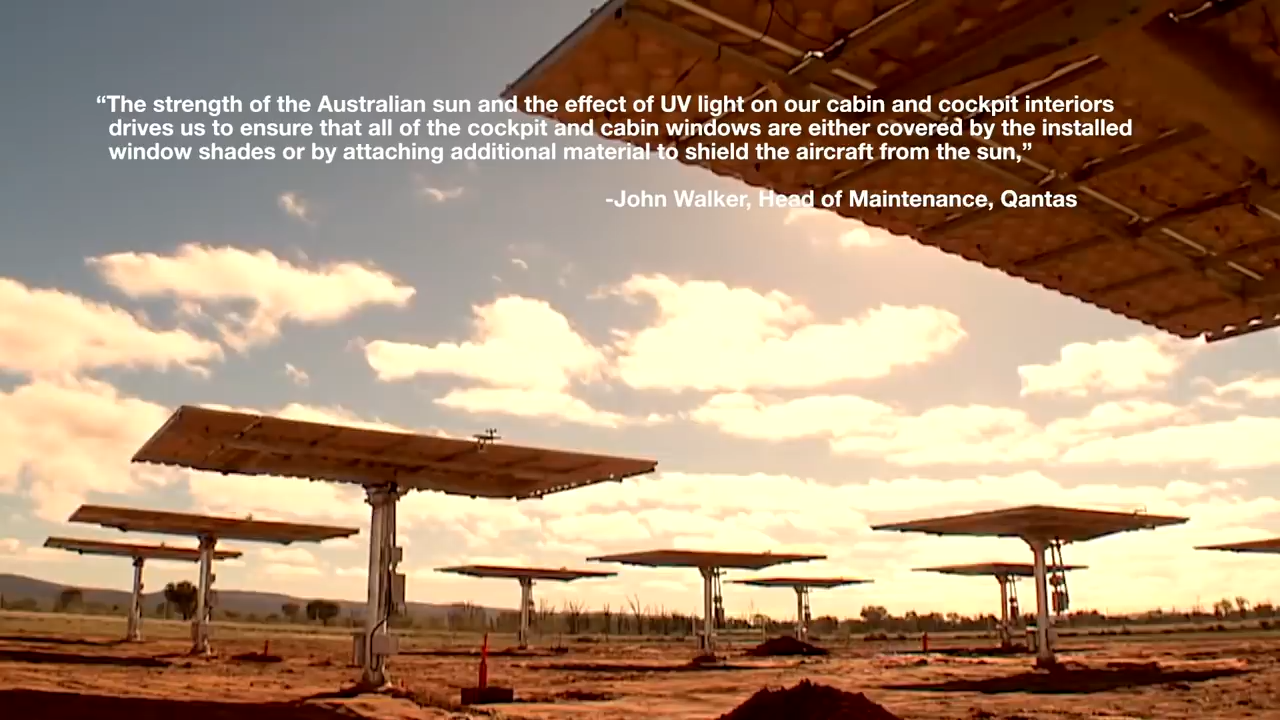 “The strength of the Australian sun and the effect of UV light on our cabin and cockpit interiors
drives us to ensure that all of the cockpit and cabin windows are either covered by the installed
window shades or by attaching additional material to shield the aircraft from the sun,”
-John Walker, Head of Maintenance, Qantas